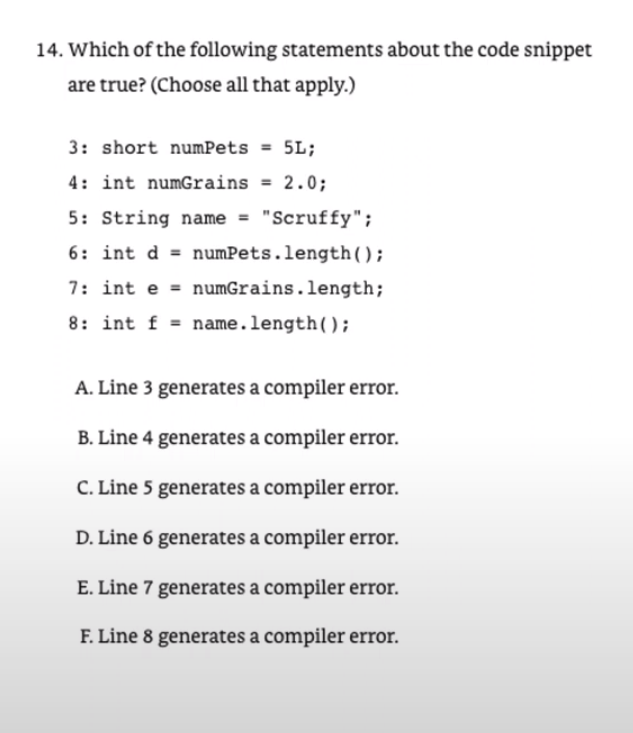 14. Which of the following statements about the code snippet
are true? (Choose all that apply.)
3: short numPets = 5L;
4: int numGrains = 2.0;
5: String name = "Scruffy";
6: int d = numPets.length();
7: int e = numGrains.length;
8: int f = name.length();
A. Line 3 generates a compiler error.
B. Line 4 generates a compiler error.
C. Line 5 generates a compiler error.
D. Line 6 generates a compiler error.
E. Line 7 generates a compiler error.
F. Line 8 generates a compiler error.